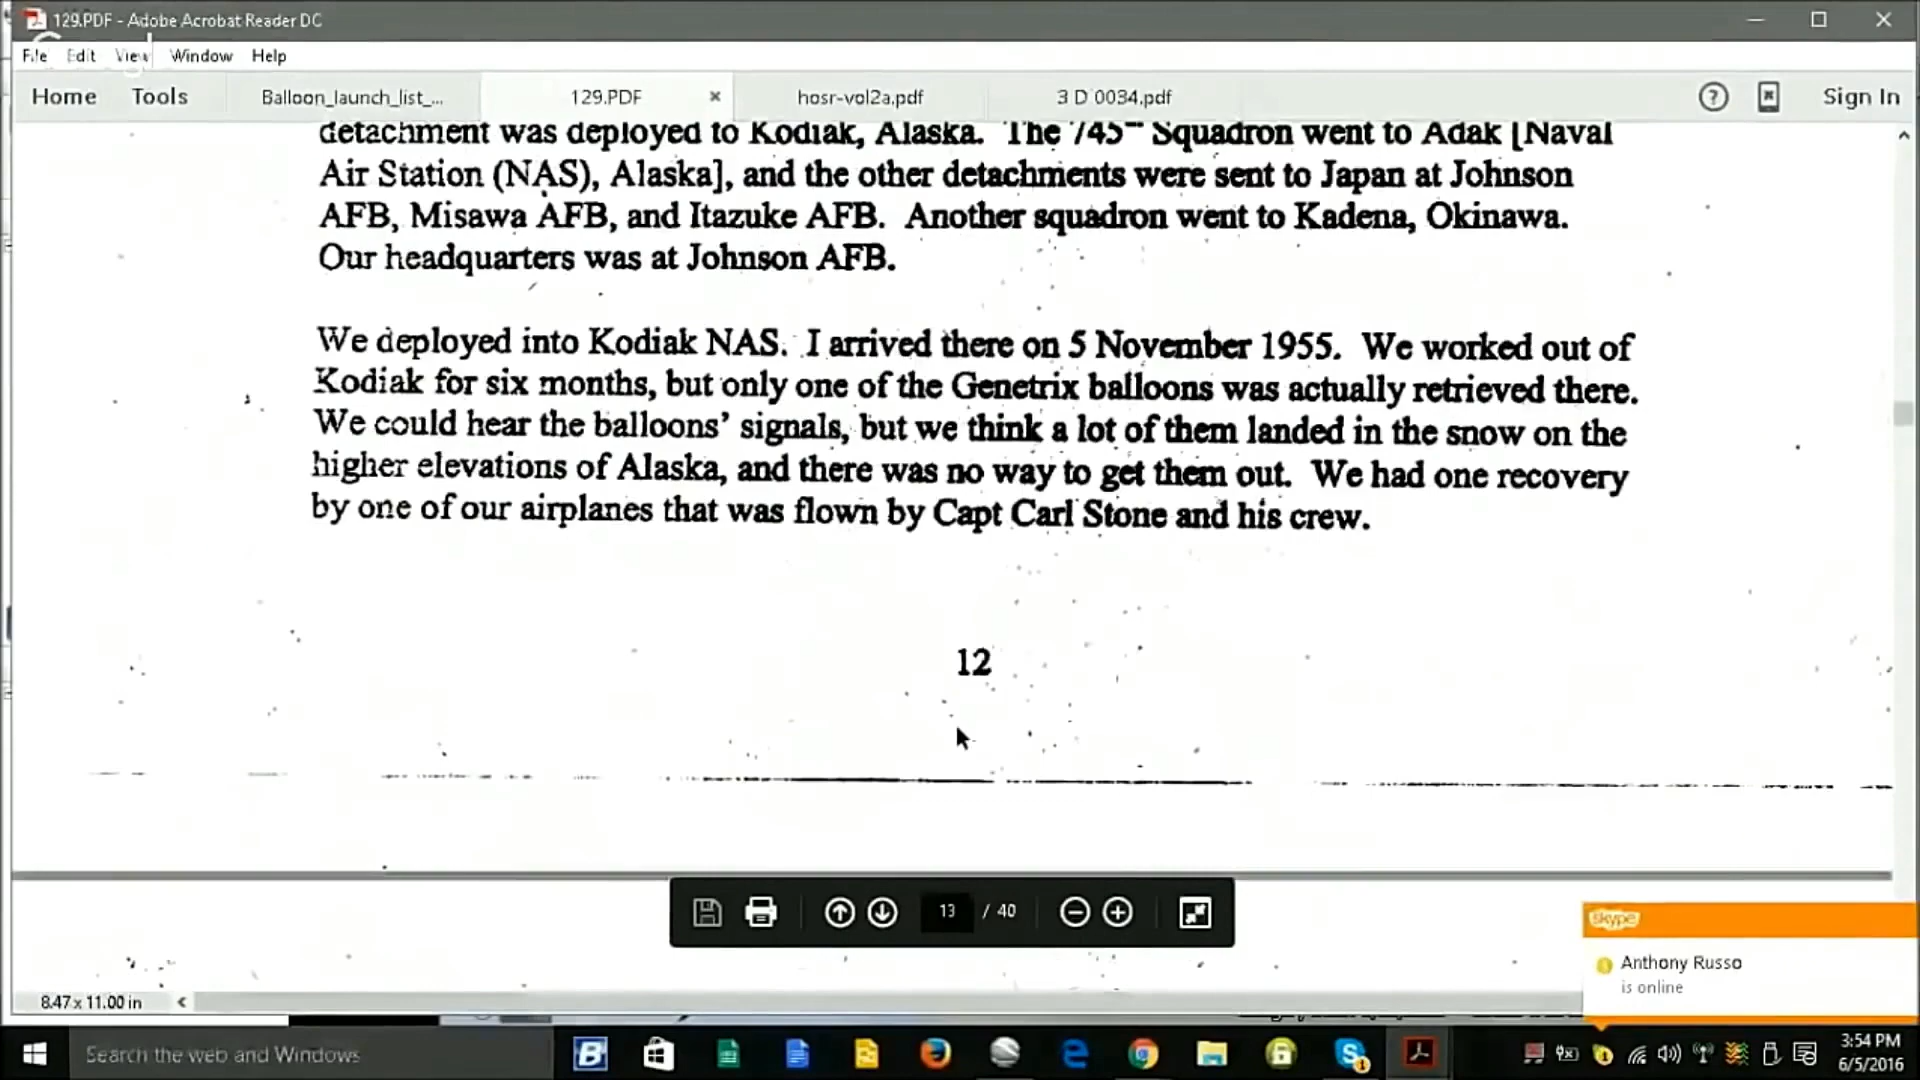 129.PDF - Adobe Acrobat Reader DC
File Edit View Window Help
Home Tools Balloon_launch_list_... 129.PDF × hosr-vol2a.pdf 3 D 0034.pdf ? Sign In
detachment was deployed to Kodiak, Alaska. The 745th Squadron went to Adak [Naval
Air Station (NAS), Alaska], and the other detachments were sent to Japan at Johnson
AFB, Misawa AFB, and Itazuke AFB. Another squadron went to Kadena, Okinawa.
Our headquarters was at Johnson AFB.
We deployed into Kodiak NAS. I arrived there on 5 November 1955. We worked out of
Kodiak for six months, but only one of the Genetrix balloons was actually retrieved there.
We could hear the balloons' signals, but we think a lot of them landed in the snow on the
higher elevations of Alaska, and there was no way to get them out. We had one recovery
by one of our airplanes that was flown by Capt Carl Stone and his crew.
12
13 / 40
skype
Anthony Russo
is online
8.47 x 11.00 in
Search the web and Windows
3:54 PM
6/5/2016